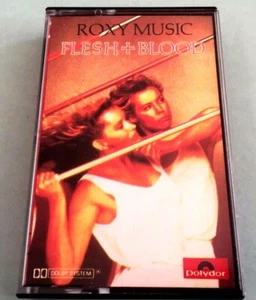 ROXY MUSIC
FLESH + BLOOD
DOLBY SYSTEM
Polydor